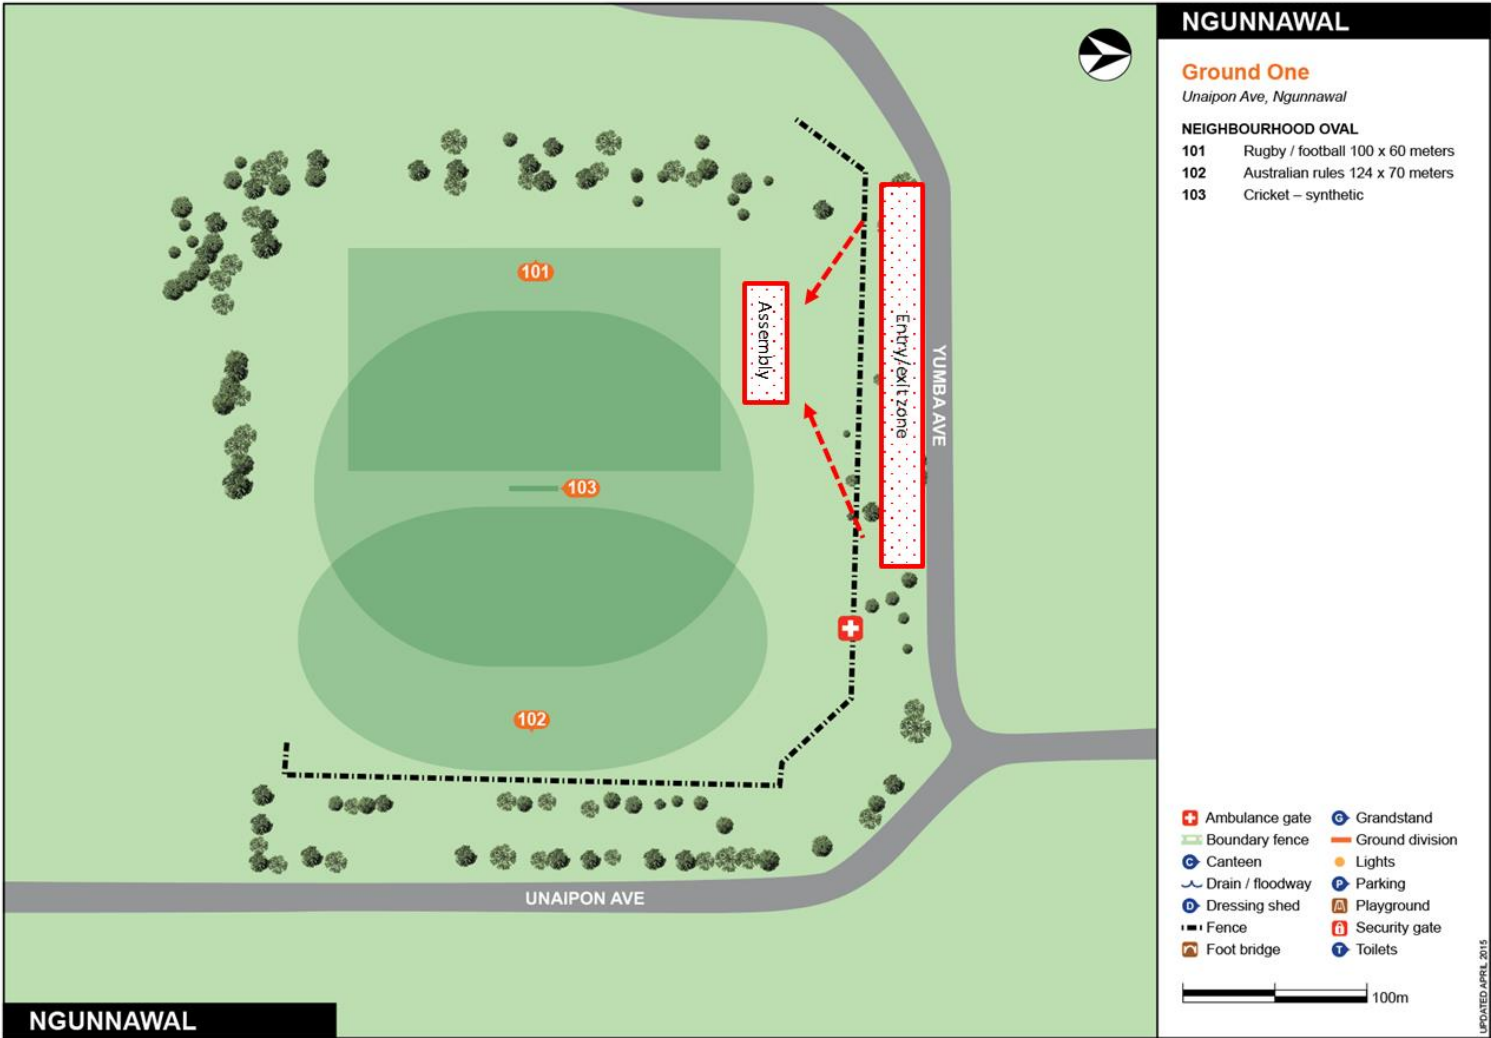 NGUNNAWAL
Ground One
Unaipon Ave, Ngunnawal
NEIGHBOURHOOD OVAL
101 Rugby / football 100 x 60 meters
102 Australian rules 124 x 70 meters
103 Cricket – synthetic
101
Assembly
Entry/exit zone
YUMBA AVE
103
102
UNAIPON AVE
Ambulance gate
Boundary fence
C Canteen
Drain / floodway
D Dressing shed
Fence
Foot bridge
G Grandstand
Ground division
Lights
P Parking
Playground
Security gate
T Toilets
100m
UPDATED APRIL 2015
NGUNNAWAL